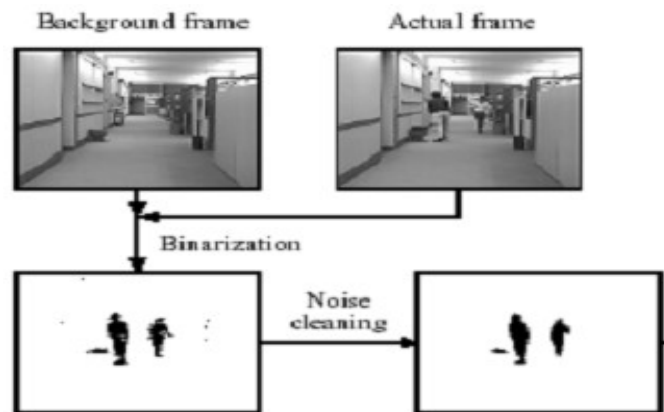 Background frame
Actual frame
Binarization
Noise
cleaning